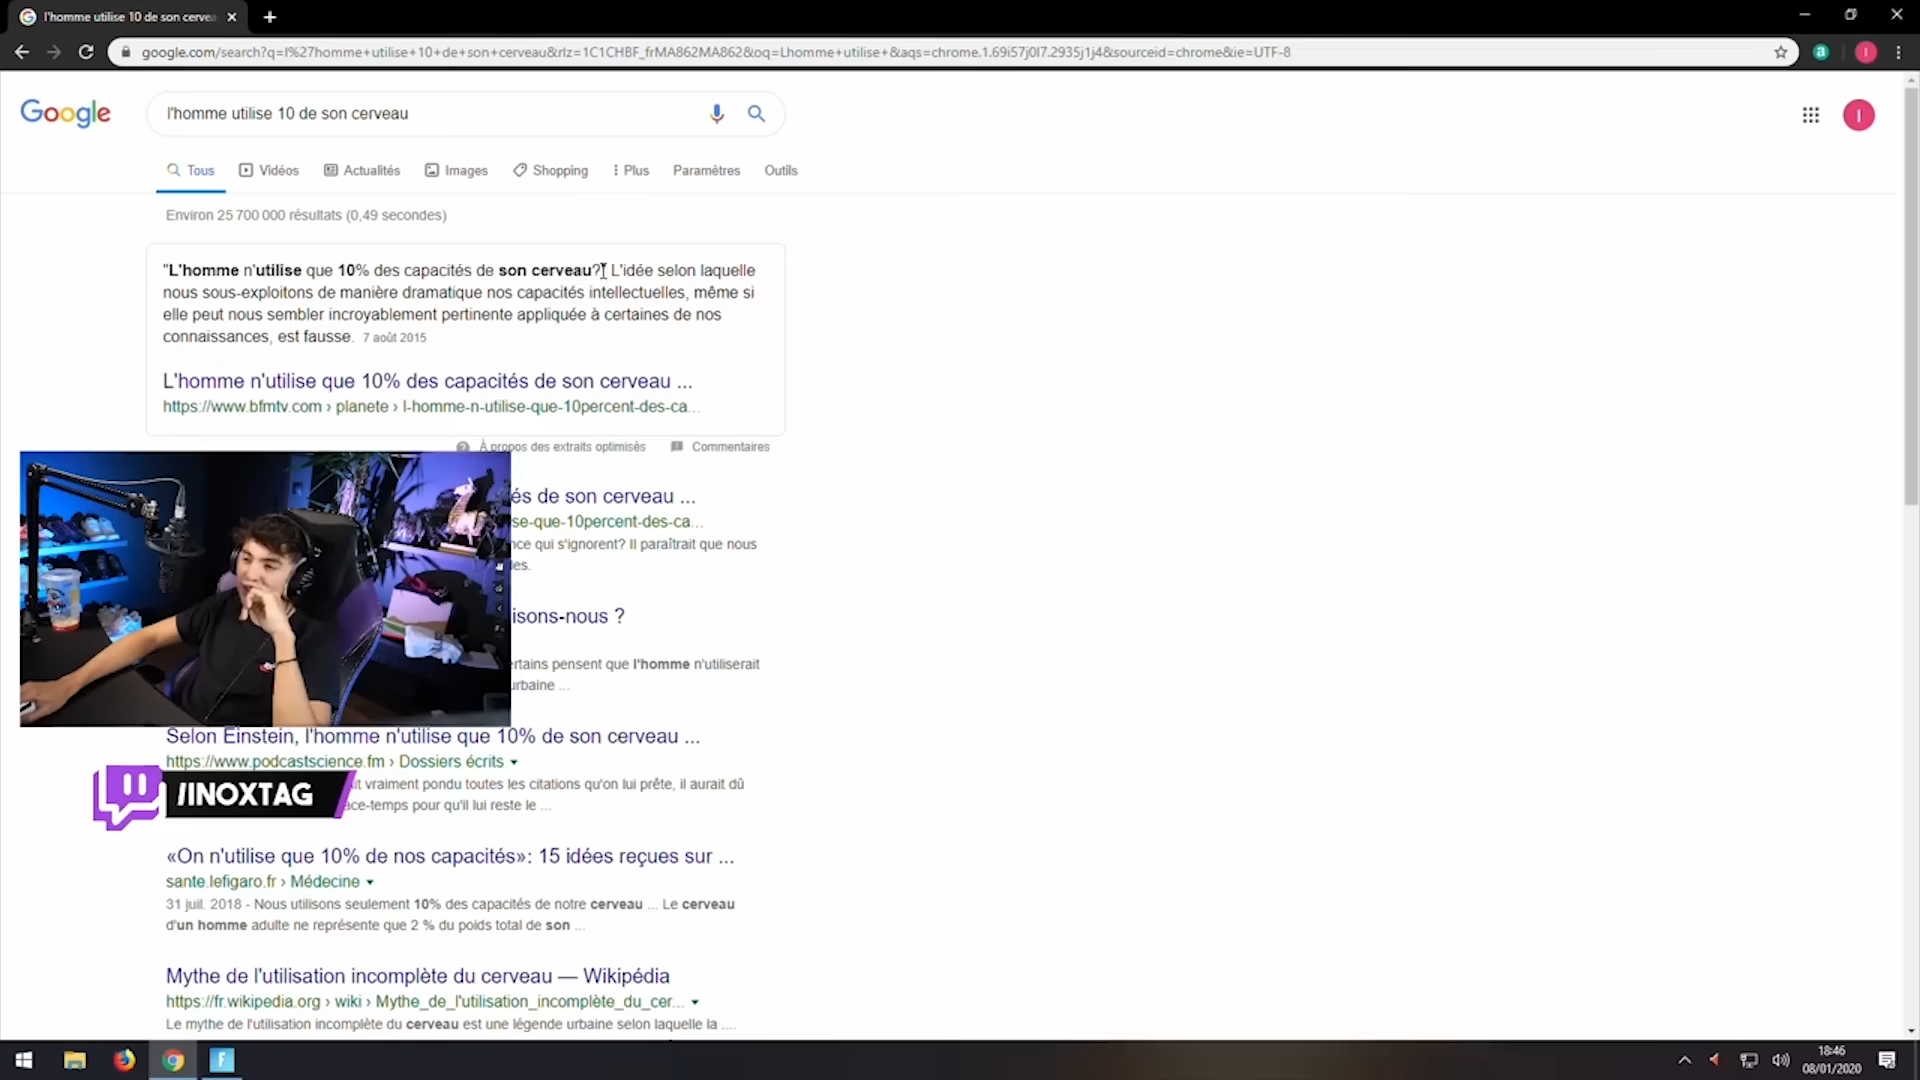 l'homme utilise 10 de son cervea
google.com/search?q=l%27homme+utilise+10+de+son+cerveau&rlz=1C1CHBF_frMA862MA862&oq=Lhomme+utilise+&aqs=chrome.1.69i57j0l7.2935j1j4&sourceid=chrome&ie=UTF-8
Google
l'homme utilise 10 de son cerveau
Tous Vidéos Actualités Images Shopping Plus Paramètres Outils
Environ 25 700 000 résultats (0,49 secondes)
"L'homme n'utilise que 10% des capacités de son cerveau? L'idée selon laquelle
nous sous-exploitons de manière dramatique nos capacités intellectuelles, même si
elle peut nous sembler incroyablement pertinente appliquée à certaines de nos
connaissances, est fausse. 7 août 2015
L'homme n'utilise que 10% des capacités de son cerveau ...
https://www.bfmtv.com › planete › l-homme-n-utilise-que-10percent-des-ca...
À propos des extraits optimisés Commentaires
és de son cerveau ...
se-que-10percent-des-ca...
nce qui s'ignorent? Il paraîtrait que nous
les.
isons-nous ?
rtains pensent que l'homme n'utiliserait
urbaine ...
Selon Einstein, l'homme n'utilise que 10% de son cerveau ...
https://www.podcastscience.fm › Dossiers écrits
it vraiment pondu toutes les citations qu'on lui prête, il aurait dû
/INOXTAG
ace-temps pour qu'il lui reste le ...
«On n'utilise que 10% de nos capacités»: 15 idées reçues sur ...
sante.lefigaro.fr › Médecine
31 juil. 2018 - Nous utilisons seulement 10% des capacités de notre cerveau ... Le cerveau
d'un homme adulte ne représente que 2 % du poids total de son ...
Mythe de l'utilisation incomplète du cerveau — Wikipédia
https://fr.wikipedia.org › wiki › Mythe_de_l'utilisation_incomplète_du_cer...
Le mythe de l'utilisation incomplète du cerveau est une légende urbaine selon laquelle la ....
18:46
08/01/2020